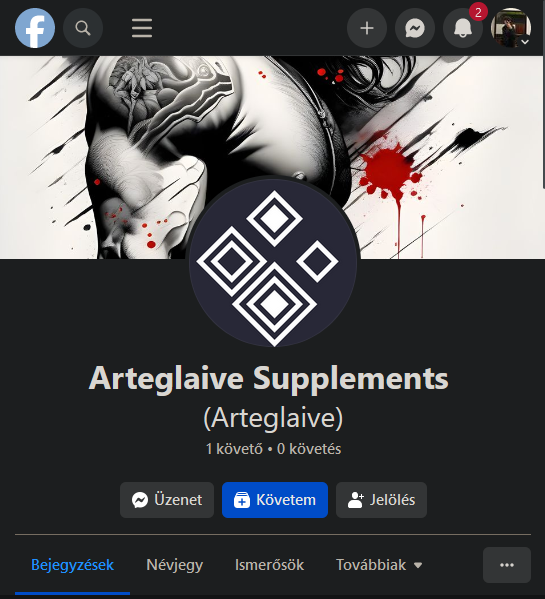 2
Arteglaive Supplements
(Arteglaive)
1 követő • 0 követés
Üzenet Követem Jelölés
Bejegyzések Névjegy Ismerősök Továbbiak